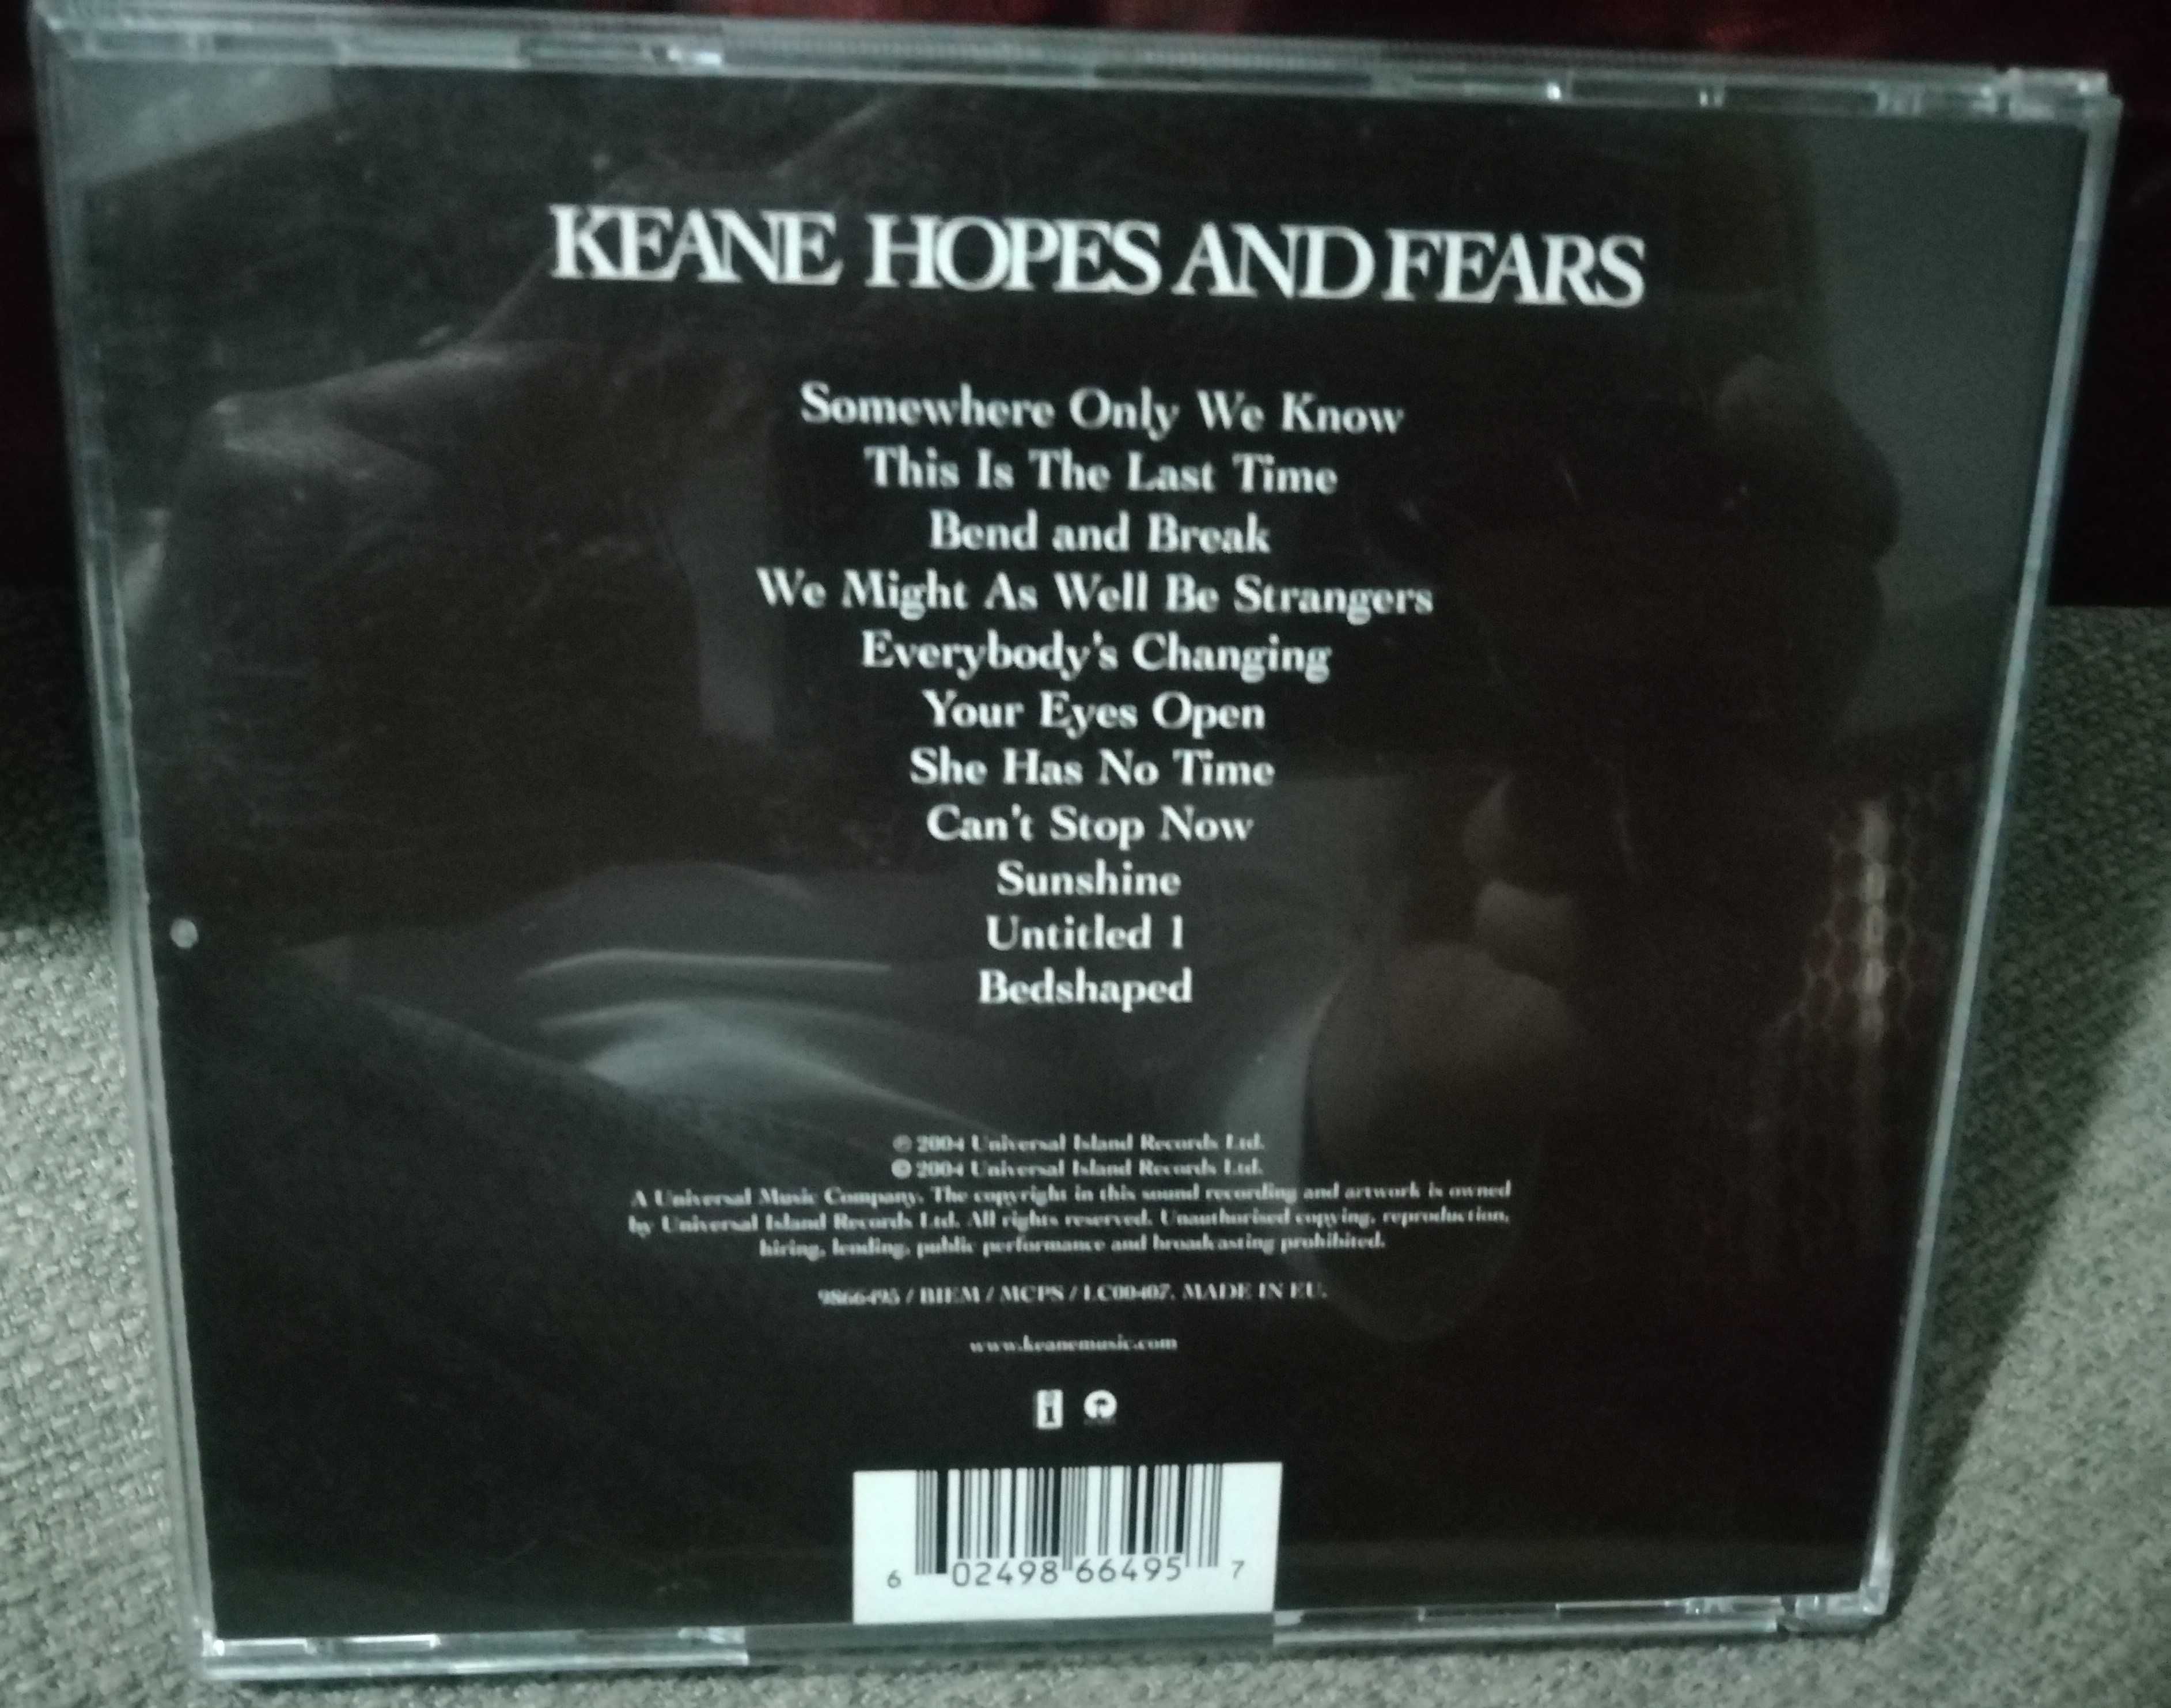 KEANE HOPES AND FEARS
Somewhere Only We Know
This Is The Last Time
Bend and Break
We Might As Well Be Strangers
Everybody's Changing
Your Eyes Open
She Has No Time
Can't Stop Now
Sunshine
Untitled 1
Bedshaped
℗ 2004 Universal Island Records Ltd.
© 2004 Universal Island Records Ltd.
A Universal Music Company. The copyright in this sound recording and artwork is owned
by Universal Island Records Ltd. All rights reserved. Unauthorised copying, reproduction,
hiring, lending, public performance and broadcasting prohibited.
9866495 / BIEM / MCPS / LC00407. MADE IN EU.
www.keanemusic.com
i
6 02498 66495 7